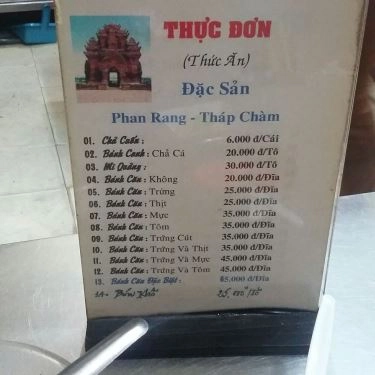 THỰC ĐƠN
(Thức Ăn)
Đặc Sản
Phan Rang - Tháp Chàm
01. Chả Cuốn : 6.000 đ/Cái
02. Bánh Canh : Chả Cá 20.000 đ/Tô
03. Mì Quảng : 30.000 đ/Tô
04. Bánh Căn : Không 20.000 đ/Đĩa
05. Bánh Căn : Trứng 25.000 đ/Đĩa
06. Bánh Căn : Thịt 25.000 đ/Đĩa
07. Bánh Căn : Mực 35.000 đ/Đĩa
08. Bánh Căn : Tôm 35.000 đ/Đĩa
09. Bánh Căn : Trứng Cút 35.000 đ/Đĩa
10. Bánh Căn : Trứng Và Thịt 35.000 đ/Đĩa
11. Bánh Căn : Trứng Và Mực 45.000 đ/Đĩa
12. Bánh Căn : Trứng Và Tôm 45.000 đ/Đĩa
13. Bánh Căn Đặc Biệt : 65.000 đ/Đĩa
14-